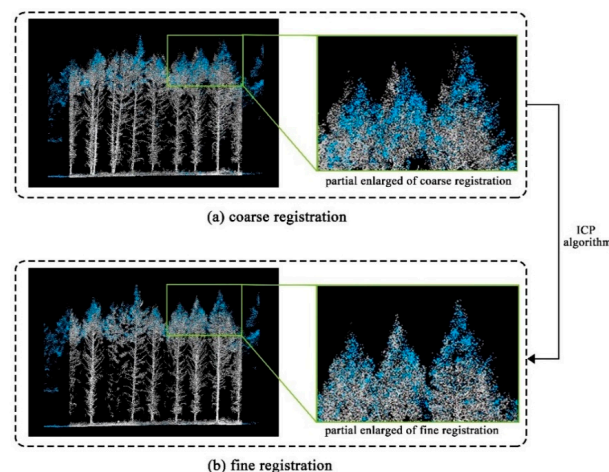 partial enlarged of coarse registration
(a) coarse registration
ICP
algorithm
partial enlarged of fine registration
(b) fine registration